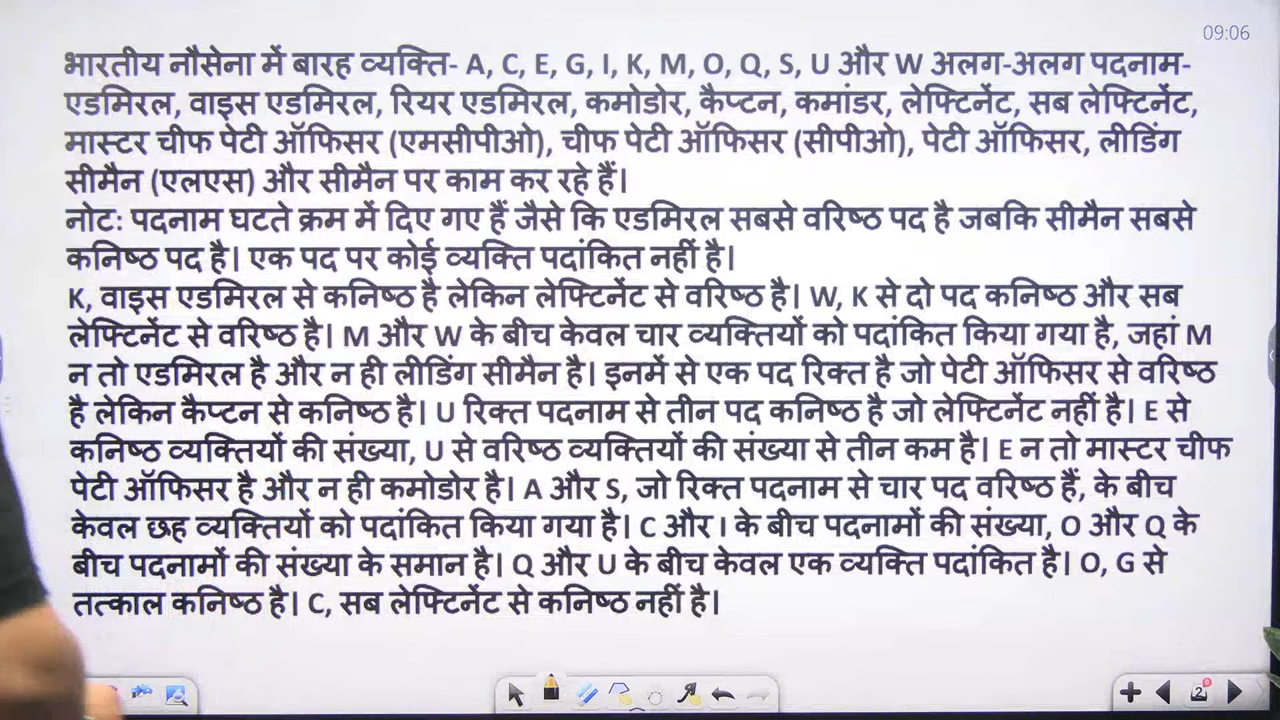 09:06
भारतीय नौसेना में बारह व्यक्ति- A, C, E, G, I, K, M, O, Q, S, U और W अलग-अलग पदनाम-
एडमिरल, वाइस एडमिरल, रियर एडमिरल, कमोडोर, कैप्टन, कमांडर, लेफ्टिनेंट, सब लेफ्टिनेंट,
मास्टर चीफ पेटी ऑफिसर (एमसीपीओ), चीफ पेटी ऑफिसर (सीपीओ), पेटी ऑफिसर, लीडिंग
सीमैन (एलएस) और सीमैन पर काम कर रहे हैं।
नोटः पदनाम घटते क्रम में दिए गए हैं जैसे कि एडमिरल सबसे वरिष्ठ पद है जबकि सीमैन सबसे
कनिष्ठ पद है। एक पद पर कोई व्यक्ति पदांकित नहीं है।
K, वाइस एडमिरल से कनिष्ठ है लेकिन लेफ्टिनेंट से वरिष्ठ है। W, K से दो पद कनिष्ठ और सब
लेफ्टिनेंट से वरिष्ठ है। M और W के बीच केवल चार व्यक्तियों को पदांकित किया गया है, जहां M
न तो एडमिरल है और न ही लीडिंग सीमैन है। इनमें से एक पद रिक्त है जो पेटी ऑफिसर से वरिष्ठ
है लेकिन कैप्टन से कनिष्ठ है। U रिक्त पदनाम से तीन पद कनिष्ठ है जो लेफ्टिनेंट नहीं है। E से
कनिष्ठ व्यक्तियों की संख्या, U से वरिष्ठ व्यक्तियों की संख्या से तीन कम है। E न तो मास्टर चीफ
पेटी ऑफिसर है और न ही कमोडोर है। A और S, जो रिक्त पदनाम से चार पद वरिष्ठ हैं, के बीच
केवल छह व्यक्तियों को पदांकित किया गया है। C और I के बीच पदनामों की संख्या, O और Q के
बीच पदनामों की संख्या के समान है। Q और U के बीच केवल एक व्यक्ति पदांकित है। O, G से
तत्काल कनिष्ठ है। C, सब लेफ्टिनेंट से कनिष्ठ नहीं है।
2